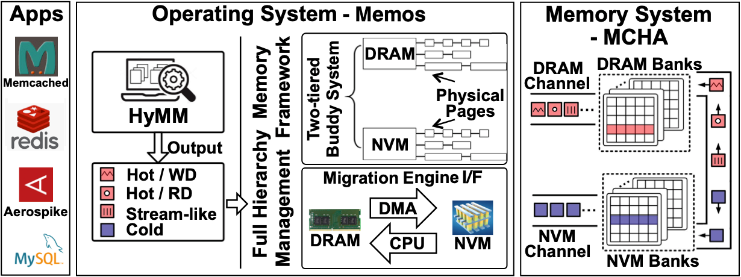 Apps
Memcached
redis
Aerospike
MySQL
Operating System - Memos
HyMM
Output
Hot / WD
Hot / RD
Stream-like
Cold
Full Hierarchy Memory
Management Framework
Two-tiered
Buddy System
DRAM
Physical
Pages
NVM
Migration Engine I/F
DRAM
DMA
CPU
NVM
Memory System
- MCHA
DRAM Banks
DRAM
Channel
NVM
Channel
NVM Banks